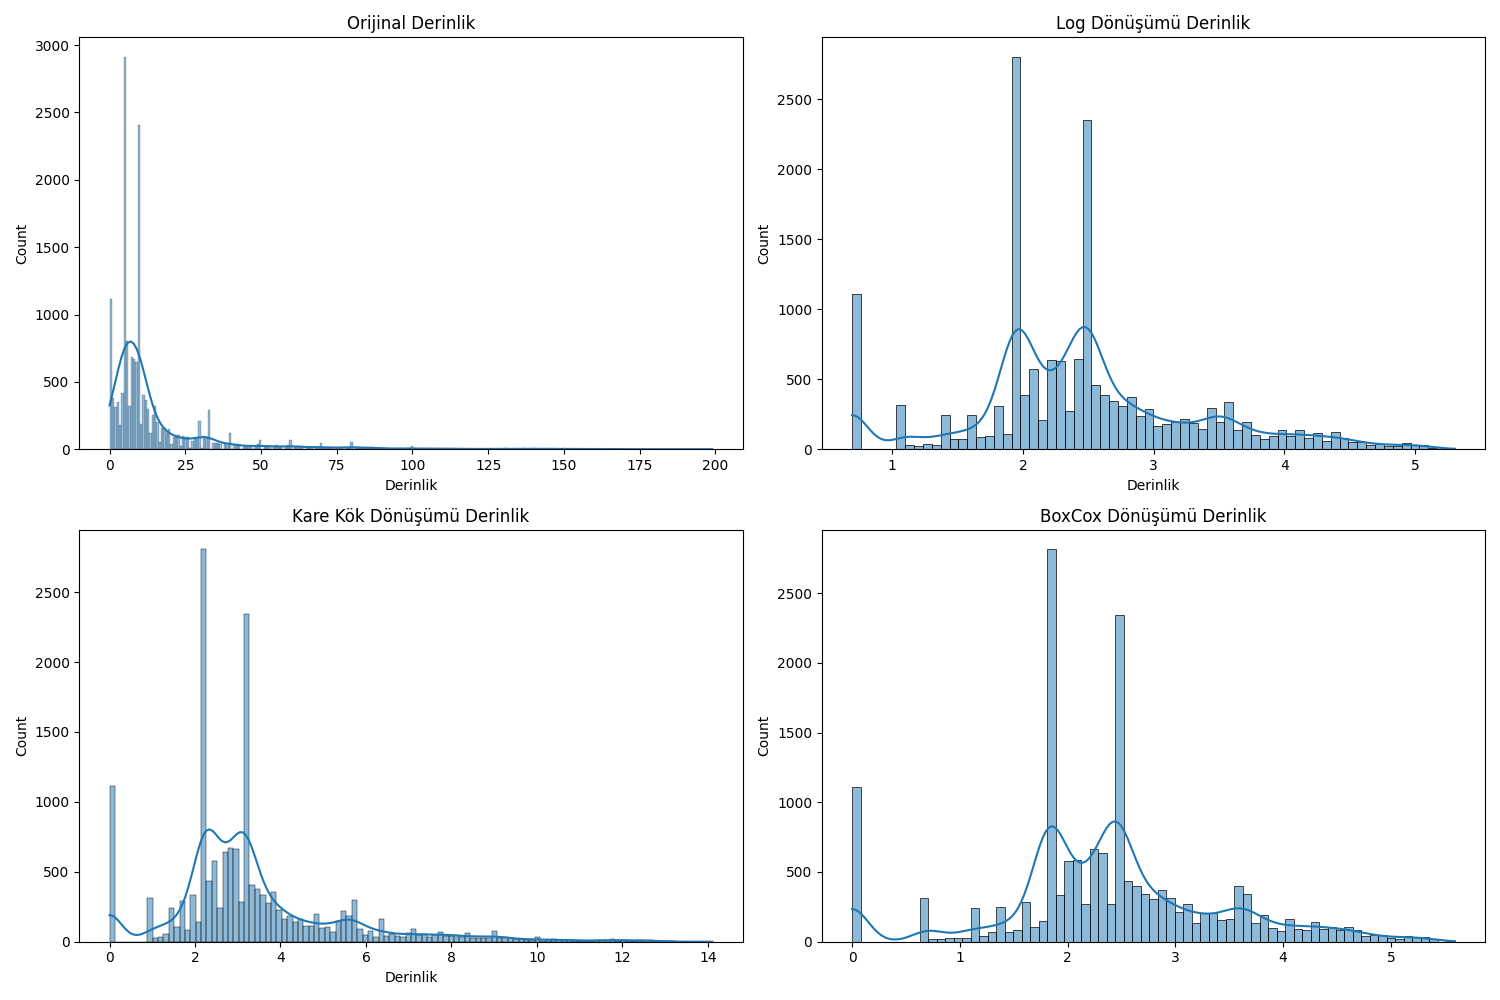 Orijinal Derinlik
3000
2500
2000
1500
1000
500
0
Count
0 25 50 75 100 125 150 175 200
Derinlik
Log Dönüşümü Derinlik
2500
2000
1500
1000
500
0
Count
1 2 3 4 5
Derinlik
Kare Kök Dönüşümü Derinlik
2500
2000
1500
1000
500
0
Count
0 2 4 6 8 10 12 14
Derinlik
BoxCox Dönüşümü Derinlik
2500
2000
1500
1000
500
0
Count
0 1 2 3 4 5